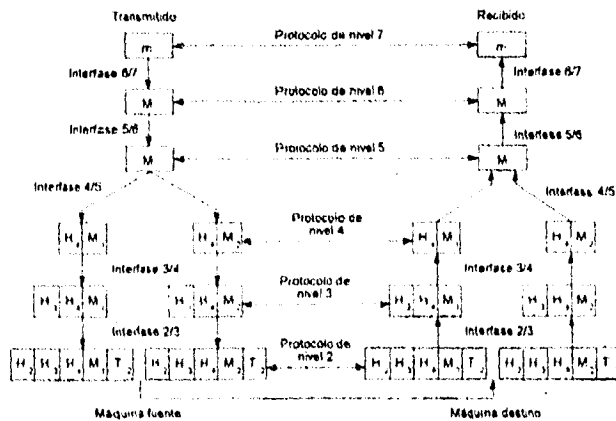 Transmitido Recibido
m Protocolo de nivel 7 m
Interfase 6/7 Interfase 6/7
M Protocolo de nivel 6 M
Interfase 5/6 Interfase 5/6
M Protocolo de nivel 5 M
Interfase 4/5 Interfase 4/5
H4 M1 H4 M2 Protocolo de nivel 4 H4 M1 H4 M2
Interfase 3/4 Interfase 3/4
H3 H4 M1 H3 H4 M2 Protocolo de nivel 3 H3 H4 M1 H3 H4 M2
Interfase 2/3 Interfase 2/3
H2 H3 H4 M1 T2 H2 H3 H4 M2 T2 Protocolo de nivel 2 H2 H3 H4 M1 T2 H2 H3 H4 M2 T2
Máquina fuente Máquina destino